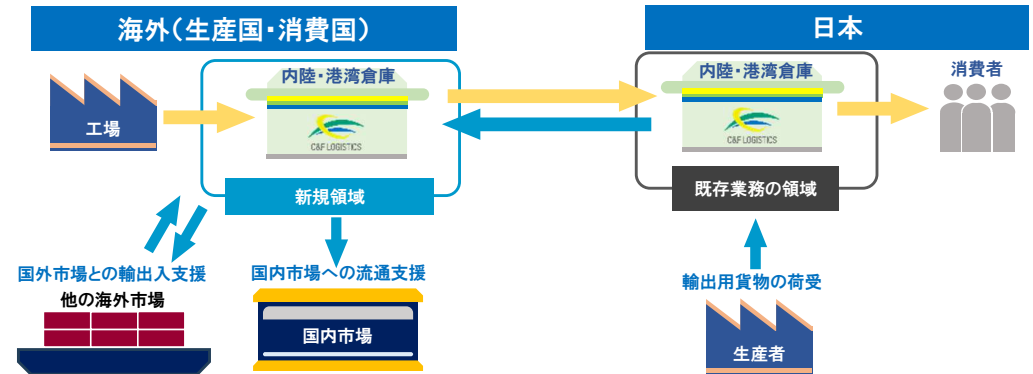 海外（生産国・消費国）
日本
工場
内陸・港湾倉庫
C&F LOGISTICS
新規領域
内陸・港湾倉庫
C&F LOGISTICS
既存業務の領域
消費者
国外市場との輸出入支援
他の海外市場
国内市場への流通支援
国内市場
輸出用貨物の荷受
生産者